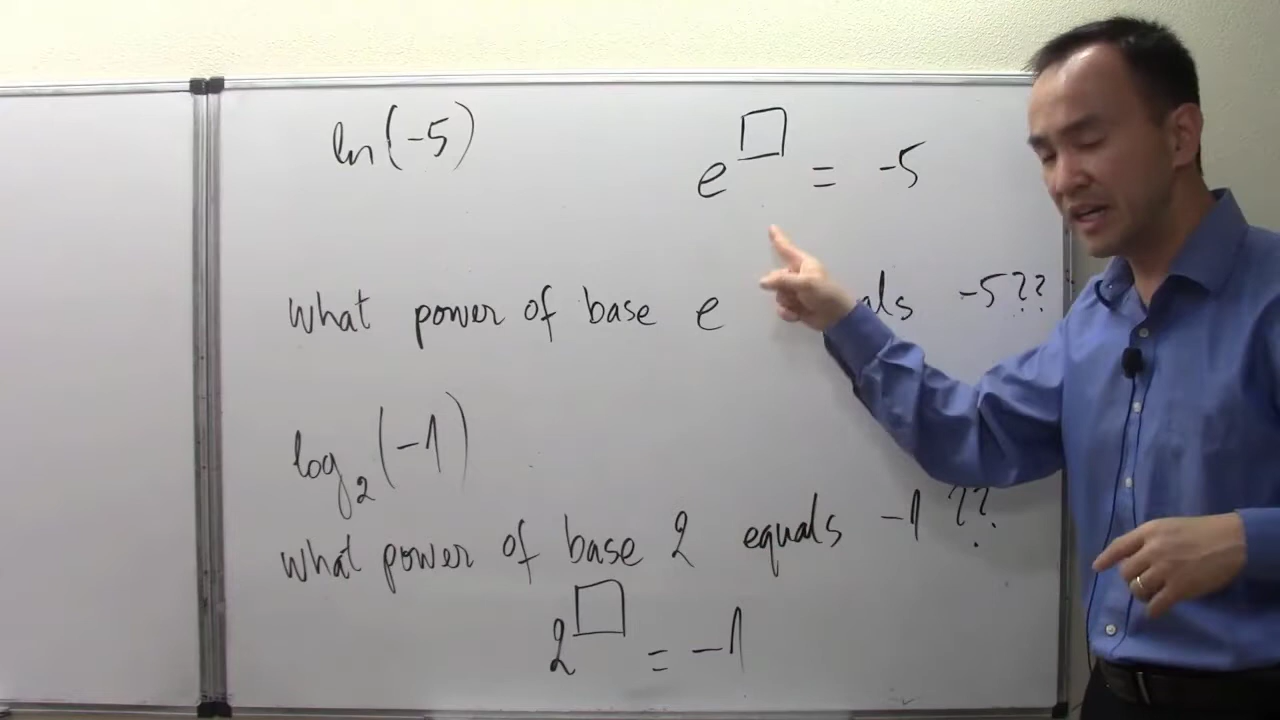 ln(-5)
e^□ = -5
What power of base e als -5??
log₂(-1)
What power of base 2 equals -1 ??
2^□ = -1